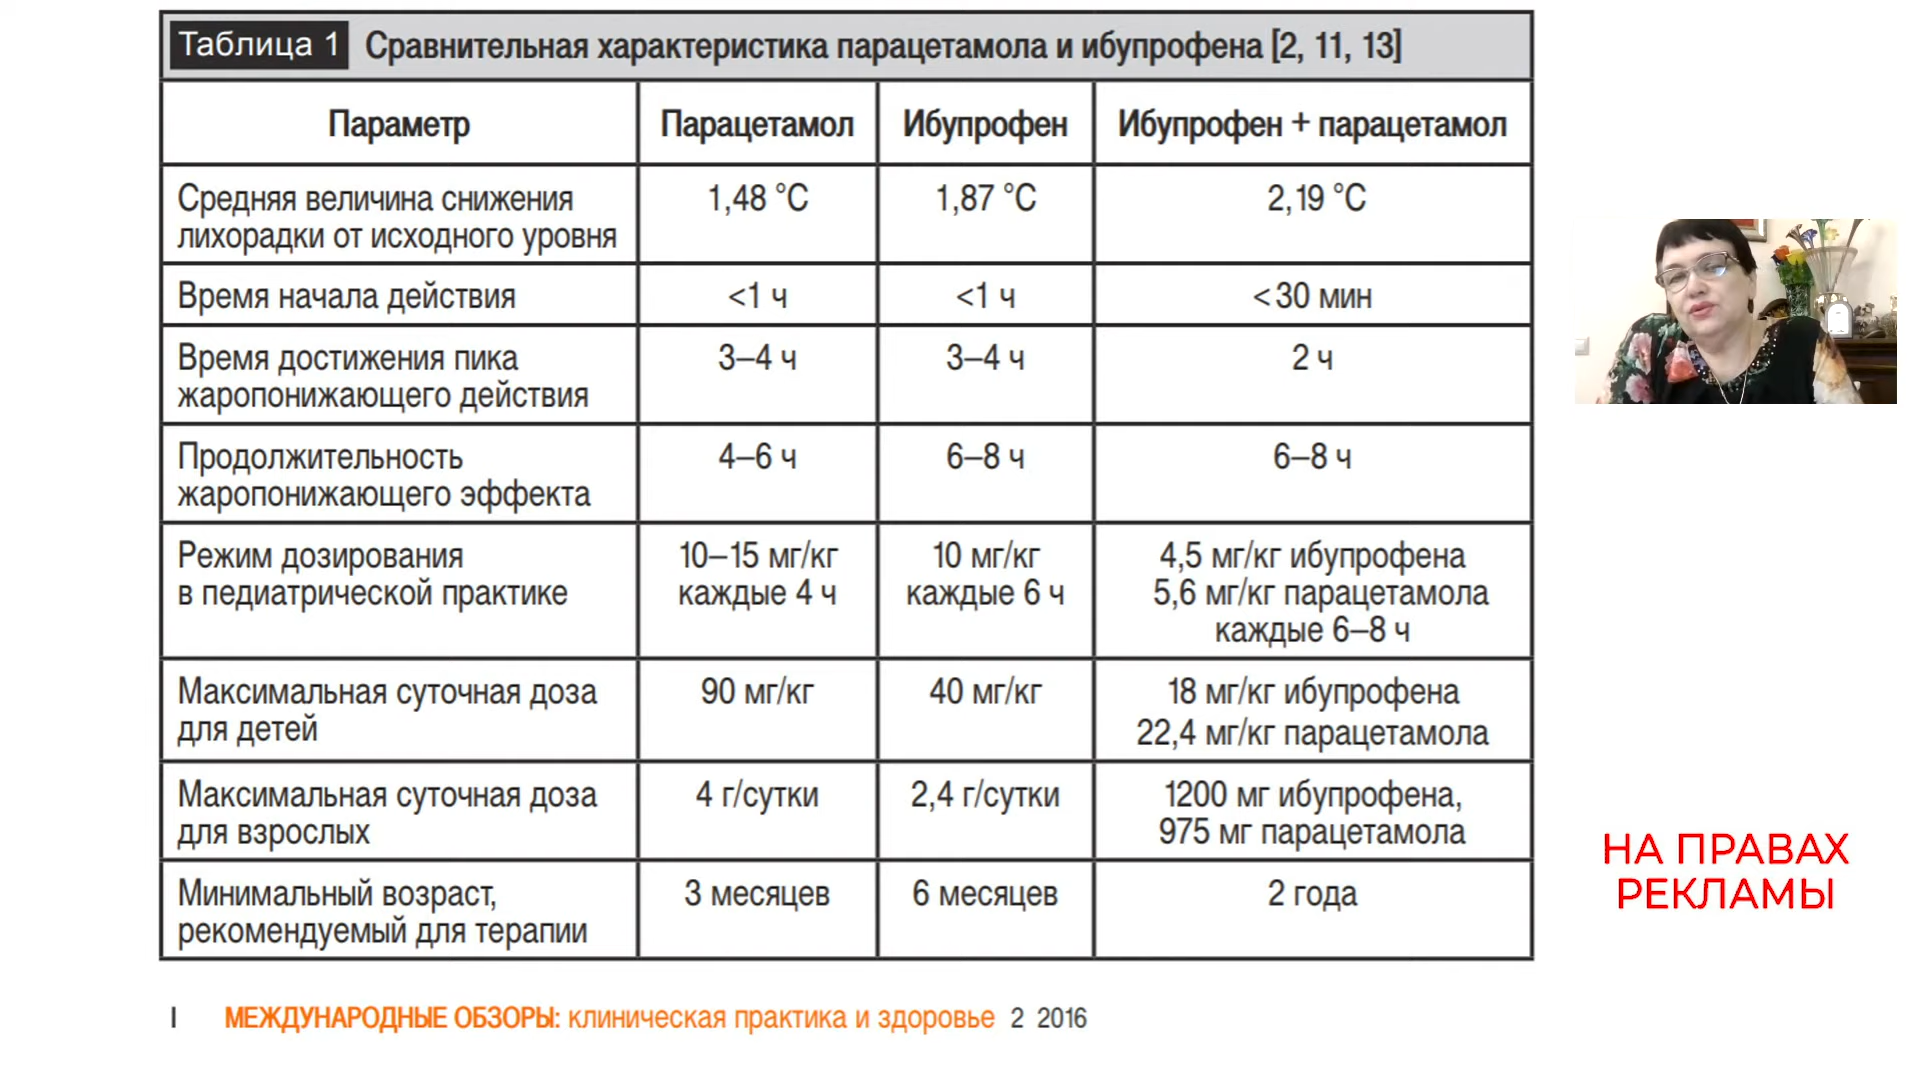 Таблица 1 Сравнительная характеристика парацетамола и ибупрофена [2, 11, 13]
Параметр Парацетамол Ибупрофен Ибупрофен + парацетамол
Средняя величина снижения
лихорадки от исходного уровня
1,48 °С 1,87 °С 2,19 °С
Время начала действия <1 ч <1 ч <30 мин
Время достижения пика
жаропонижающего действия
3–4 ч 3–4 ч 2 ч
Продолжительность
жаропонижающего эффекта
4–6 ч 6–8 ч 6–8 ч
Режим дозирования
в педиатрической практике
10–15 мг/кг
каждые 4 ч
10 мг/кг
каждые 6 ч
4,5 мг/кг ибупрофена
5,6 мг/кг парацетамола
каждые 6–8 ч
Максимальная суточная доза
для детей
90 мг/кг 40 мг/кг
18 мг/кг ибупрофена
22,4 мг/кг парацетамола
Максимальная суточная доза
для взрослых
4 г/сутки 2,4 г/сутки
1200 мг ибупрофена,
975 мг парацетамола
Минимальный возраст,
рекомендуемый для терапии
3 месяцев 6 месяцев 2 года
I МЕЖДУНАРОДНЫЕ ОБЗОРЫ: клиническая практика и здоровье 2 2016
НА ПРАВАХ
РЕКЛАМЫ